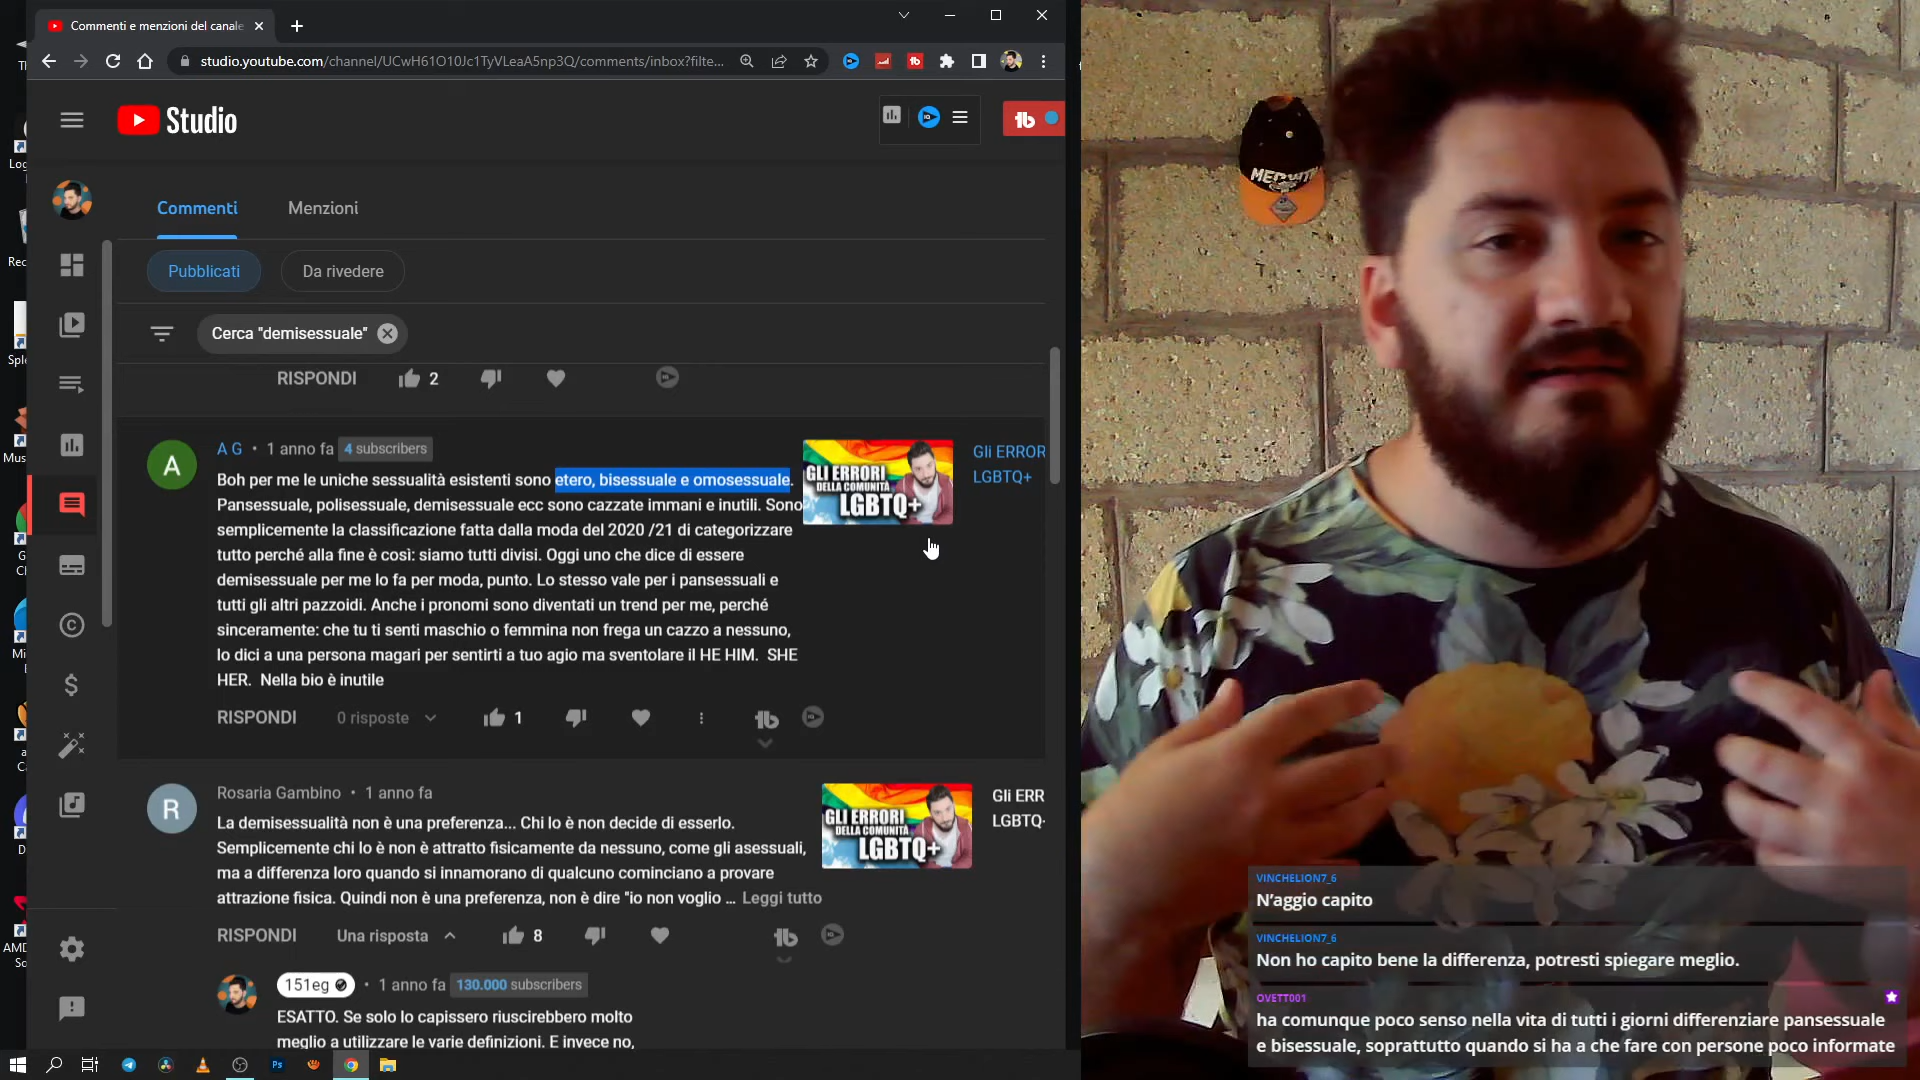 Commenti e menzioni del canale
studio.youtube.com/channel/UCwH61O10Jc1TyVLeaA5np3Q/comments/inbox?filte...
Studio
Commenti
Menzioni
Pubblicati
Da rivedere
Cerca "demisessuale"
RISPONDI
2
A
A G • 1 anno fa 4 subscribers
Boh per me le uniche sessualità esistenti sono etero, bisessuale e omosessuale.
Pansessuale, polisessuale, demisessuale ecc sono cazzate immani e inutili. Sono
semplicemente la classificazione fatta dalla moda del 2020 /21 di categorizzare
tutto perché alla fine è così: siamo tutti divisi. Oggi uno che dice di essere
demisessuale per me lo fa per moda, punto. Lo stesso vale per i pansessuali e
tutti gli altri pazzoidi. Anche i pronomi sono diventati un trend per me, perché
sinceramente: che tu ti senti maschio o femmina non frega un cazzo a nessuno,
lo dici a una persona magari per sentirti a tuo agio ma sventolare il HE HIM. SHE
HER. Nella bio è inutile
GLI ERRORI
DELLA COMUNITÀ
LGBTQ+
Gli ERROR
LGBTQ+
RISPONDI
0 risposte
1
R
Rosaria Gambino • 1 anno fa
La demisessualità non è una preferenza... Chi lo è non decide di esserlo.
Semplicemente chi lo è non è attratto fisicamente da nessuno, come gli asessuali,
ma a differenza loro quando si innamorano di qualcuno cominciano a provare
attrazione fisica. Quindi non è una preferenza, non è dire "io non voglio ... Leggi tutto
GLI ERRORI
DELLA COMUNITÀ
LGBTQ+
Gli ERR
LGBTQ
RISPONDI
Una risposta
8
151eg • 1 anno fa 130.000 subscribers
ESATTO. Se solo lo capissero riuscirebbero molto
meglio a utilizzare le varie definizioni. E invece no,
VINCHELION7_6
N'aggio capito
VINCHELION7_6
Non ho capito bene la differenza, potresti spiegare meglio.
OVETT001
ha comunque poco senso nella vita di tutti i giorni differenziare pansessuale
e bisessuale, soprattutto quando si ha a che fare con persone poco informate